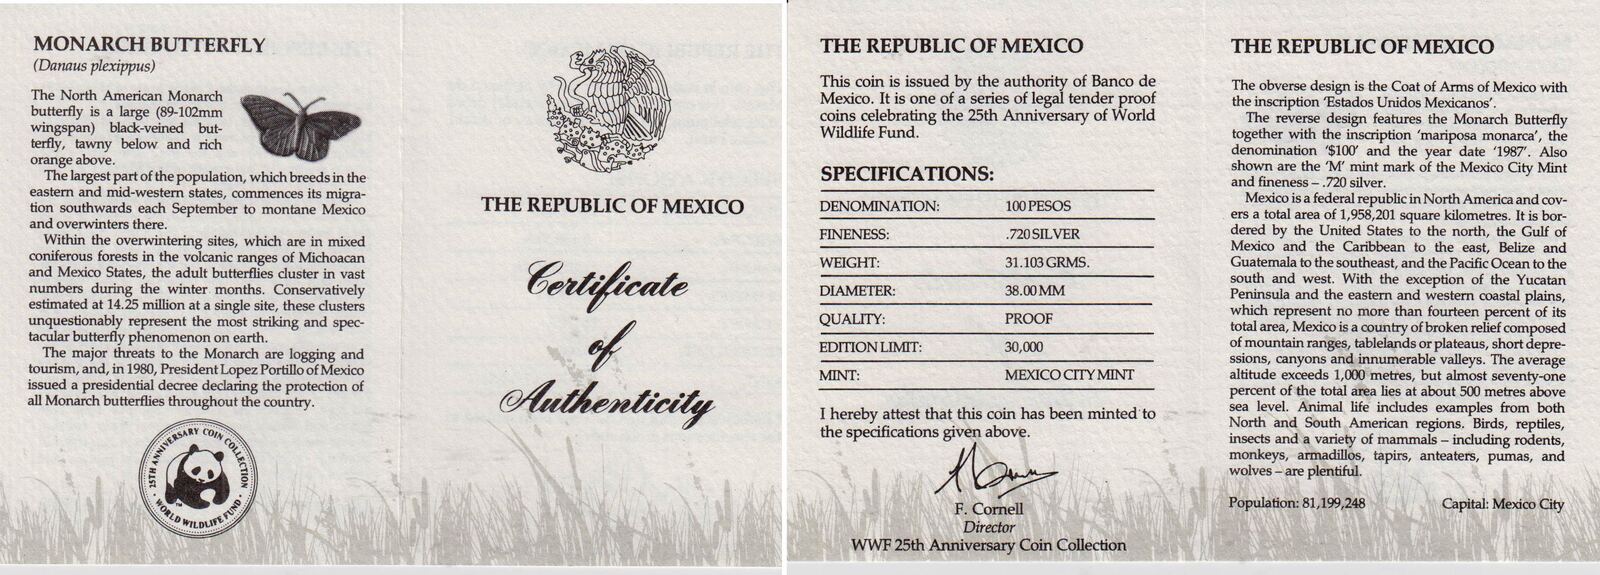 MONARCH BUTTERFLY
(Danaus plexippus)
The North American Monarch
butterfly is a large (89-102mm
wingspan) black-veined but-
terfly, tawny below and rich
orange above.
The largest part of the population, which breeds in the
eastern and mid-western states, commences its migra-
tion southwards each September to montane Mexico
and overwinters there.
Within the overwintering sites, which are in mixed
coniferous forests in the volcanic ranges of Michoacan
and Mexico States, the adult butterflies cluster in vast
numbers during the winter months. Conservatively
estimated at 14.25 million at a single site, these clusters
unquestionably represent the most striking and spec-
tacular butterfly phenomenon on earth.
The major threats to the Monarch are logging and
tourism, and, in 1980, President Lopez Portillo of Mexico
issued a presidential decree declaring the protection of
all Monarch butterflies throughout the country.
25TH ANNIVERSARY COIN COLLECTION
WORLD WILDLIFE FUND
THE REPUBLIC OF MEXICO
Certificate
of
Authenticity
THE REPUBLIC OF MEXICO
This coin is issued by the authority of Banco de
Mexico. It is one of a series of legal tender proof
coins celebrating the 25th Anniversary of World
Wildlife Fund.
SPECIFICATIONS:
DENOMINATION: 100 PESOS
FINENESS: .720 SILVER
WEIGHT: 31.103 GRMS.
DIAMETER: 38.00 MM
QUALITY: PROOF
EDITION LIMIT: 30,000
MINT: MEXICO CITY MINT
I hereby attest that this coin has been minted to
the specifications given above.
F. Cornell
Director
WWF 25th Anniversary Coin Collection
THE REPUBLIC OF MEXICO
The obverse design is the Coat of Arms of Mexico with
the inscription 'Estados Unidos Mexicanos'.
The reverse design features the Monarch Butterfly
together with the inscription 'mariposa monarca', the
denomination '$100' and the year date '1987'. Also
shown are the 'M' mint mark of the Mexico City Mint
and fineness – .720 silver.
Mexico is a federal republic in North America and cov-
ers a total area of 1,958,201 square kilometres. It is bor-
dered by the United States to the north, the Gulf of
Mexico and the Caribbean to the east, Belize and
Guatemala to the southeast, and the Pacific Ocean to the
south and west. With the exception of the Yucatan
Peninsula and the eastern and western coastal plains,
which represent no more than fourteen percent of its
total area, Mexico is a country of broken relief composed
of mountain ranges, tablelands or plateaus, short depre-
ssions, canyons and innumerable valleys. The average
altitude exceeds 1,000 metres, but almost seventy-one
percent of the total area lies at about 500 metres above
sea level. Animal life includes examples from both
North and South American regions. Birds, reptiles,
insects and a variety of mammals – including rodents,
monkeys, armadillos, tapirs, anteaters, pumas, and
wolves – are plentiful.
Population: 81,199,248 Capital: Mexico City